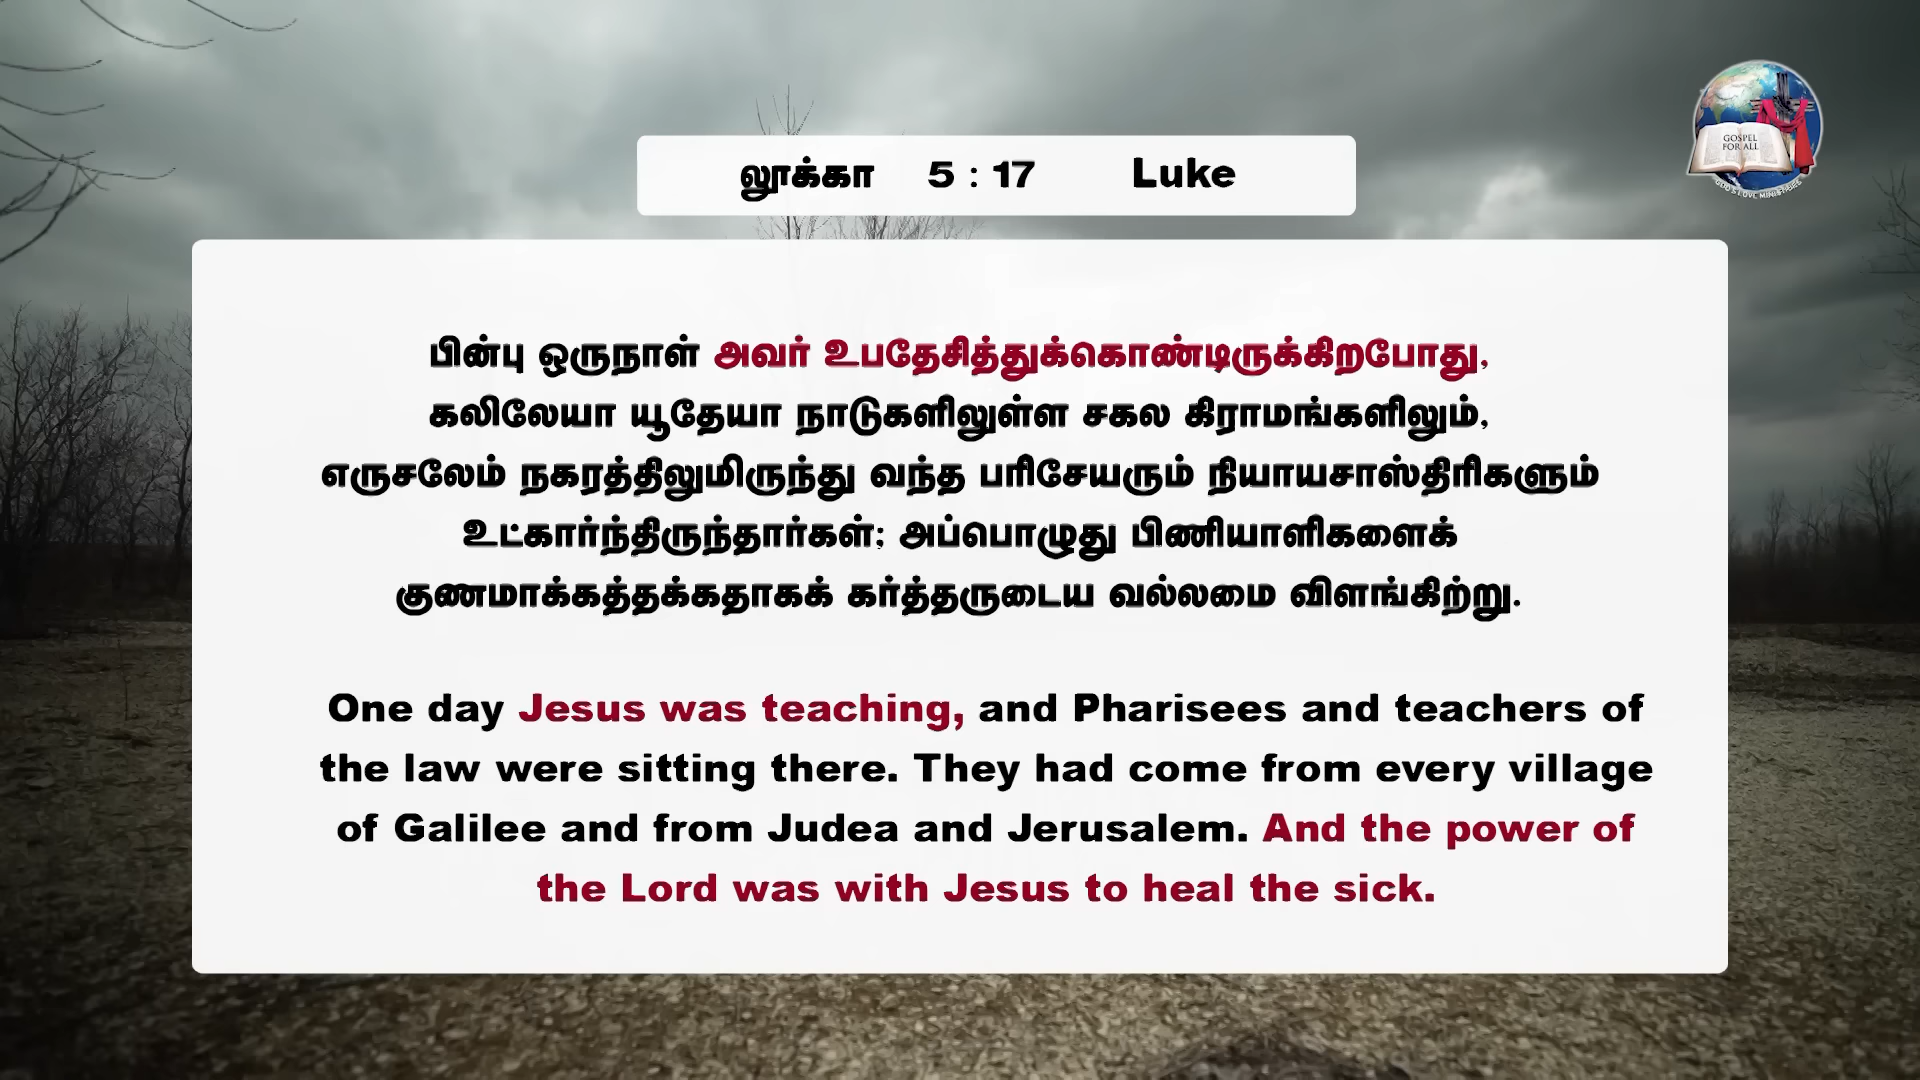 லூக்கா 5 : 17 Luke
GOSPEL
FOR ALL
GOD'S LOVE MINISTRIES
பின்பு ஒருநாள் அவர் உபதேசித்துக்கொண்டிருக்கிறபோது,
கலிலேயா யூதேயா நாடுகளிலுள்ள சகல கிராமங்களிலும்,
எருசலேம் நகரத்திலுமிருந்து வந்த பரிசேயரும் நியாயசாஸ்திரிகளும்
உட்கார்ந்திருந்தார்கள்; அப்பொழுது பிணியாளிகளைக்
குணமாக்கத்தக்கதாகக் கர்த்தருடைய வல்லமை விளங்கிற்று.
One day Jesus was teaching, and Pharisees and teachers of
the law were sitting there. They had come from every village
of Galilee and from Judea and Jerusalem. And the power of
the Lord was with Jesus to heal the sick.